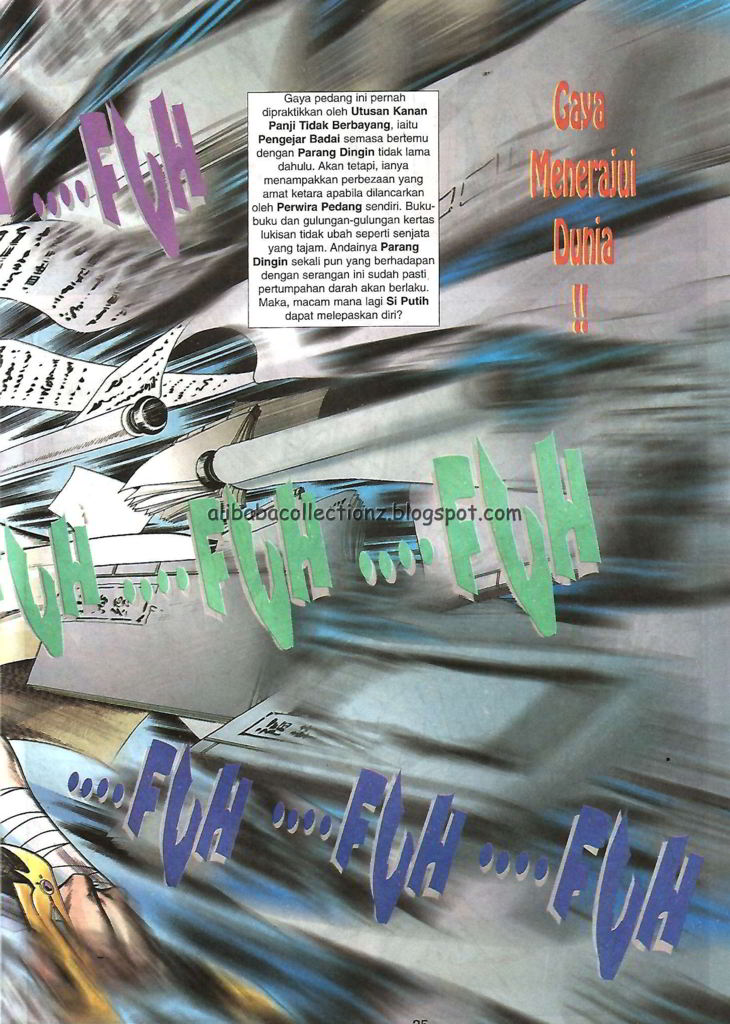 ....FUH
Gaya pedang ini pernah
dipraktikkan oleh Utusan Kanan
Panji Tidak Berbayang, iaitu
Pengejar Badai semasa bertemu
dengan Parang Dingin tidak lama
dahulu. Akan tetapi, ianya
menampakkan perbezaan yang
amat ketara apabila dilancarkan
oleh Perwira Pedang sendiri. Buku-
buku dan gulungan-gulungan kertas
lukisan tidak ubah seperti senjata
yang tajam. Andainya Parang
Dingin sekali pun yang berhadapan
dengan serangan ini sudah pasti
pertumpahan darah akan berlaku.
Maka, macam mana lagi Si Putih
dapat melepaskan diri?
Gaya
Menerajui
Dunia
!!
alibabacollectionz.blogspot.com
UH ....FUH ....FUH
....FUH ....FUH ....FUH